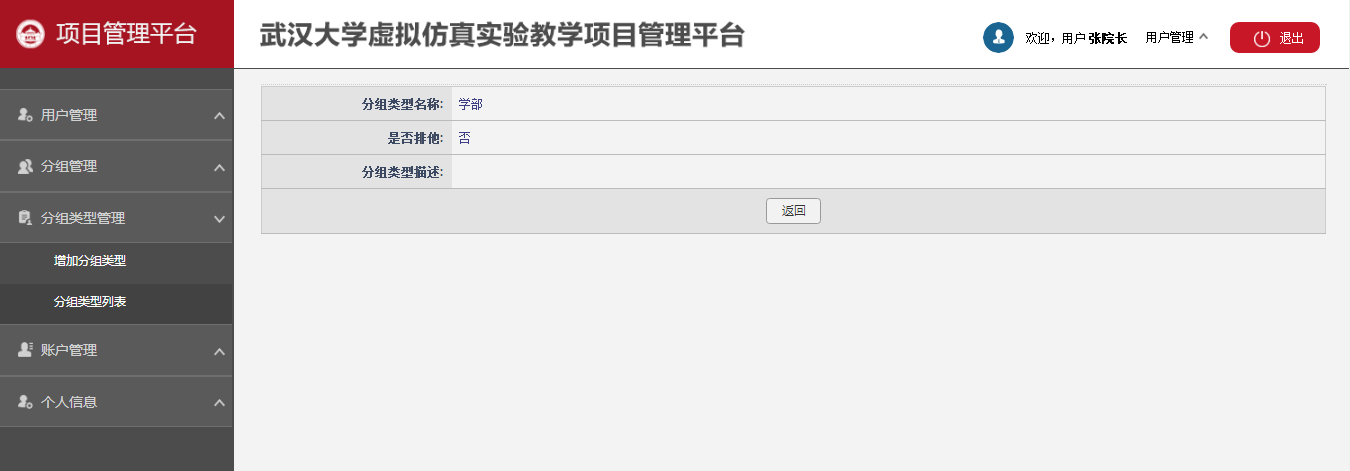 项目管理平台
武汉大学虚拟仿真实验教学项目管理平台
欢迎，用户 张院长
用户管理
退出
用户管理
分组管理
分组类型管理
增加分组类型
分组类型列表
账户管理
个人信息
分组类型名称: 学部
是否排他: 否
分组类型描述:
返回